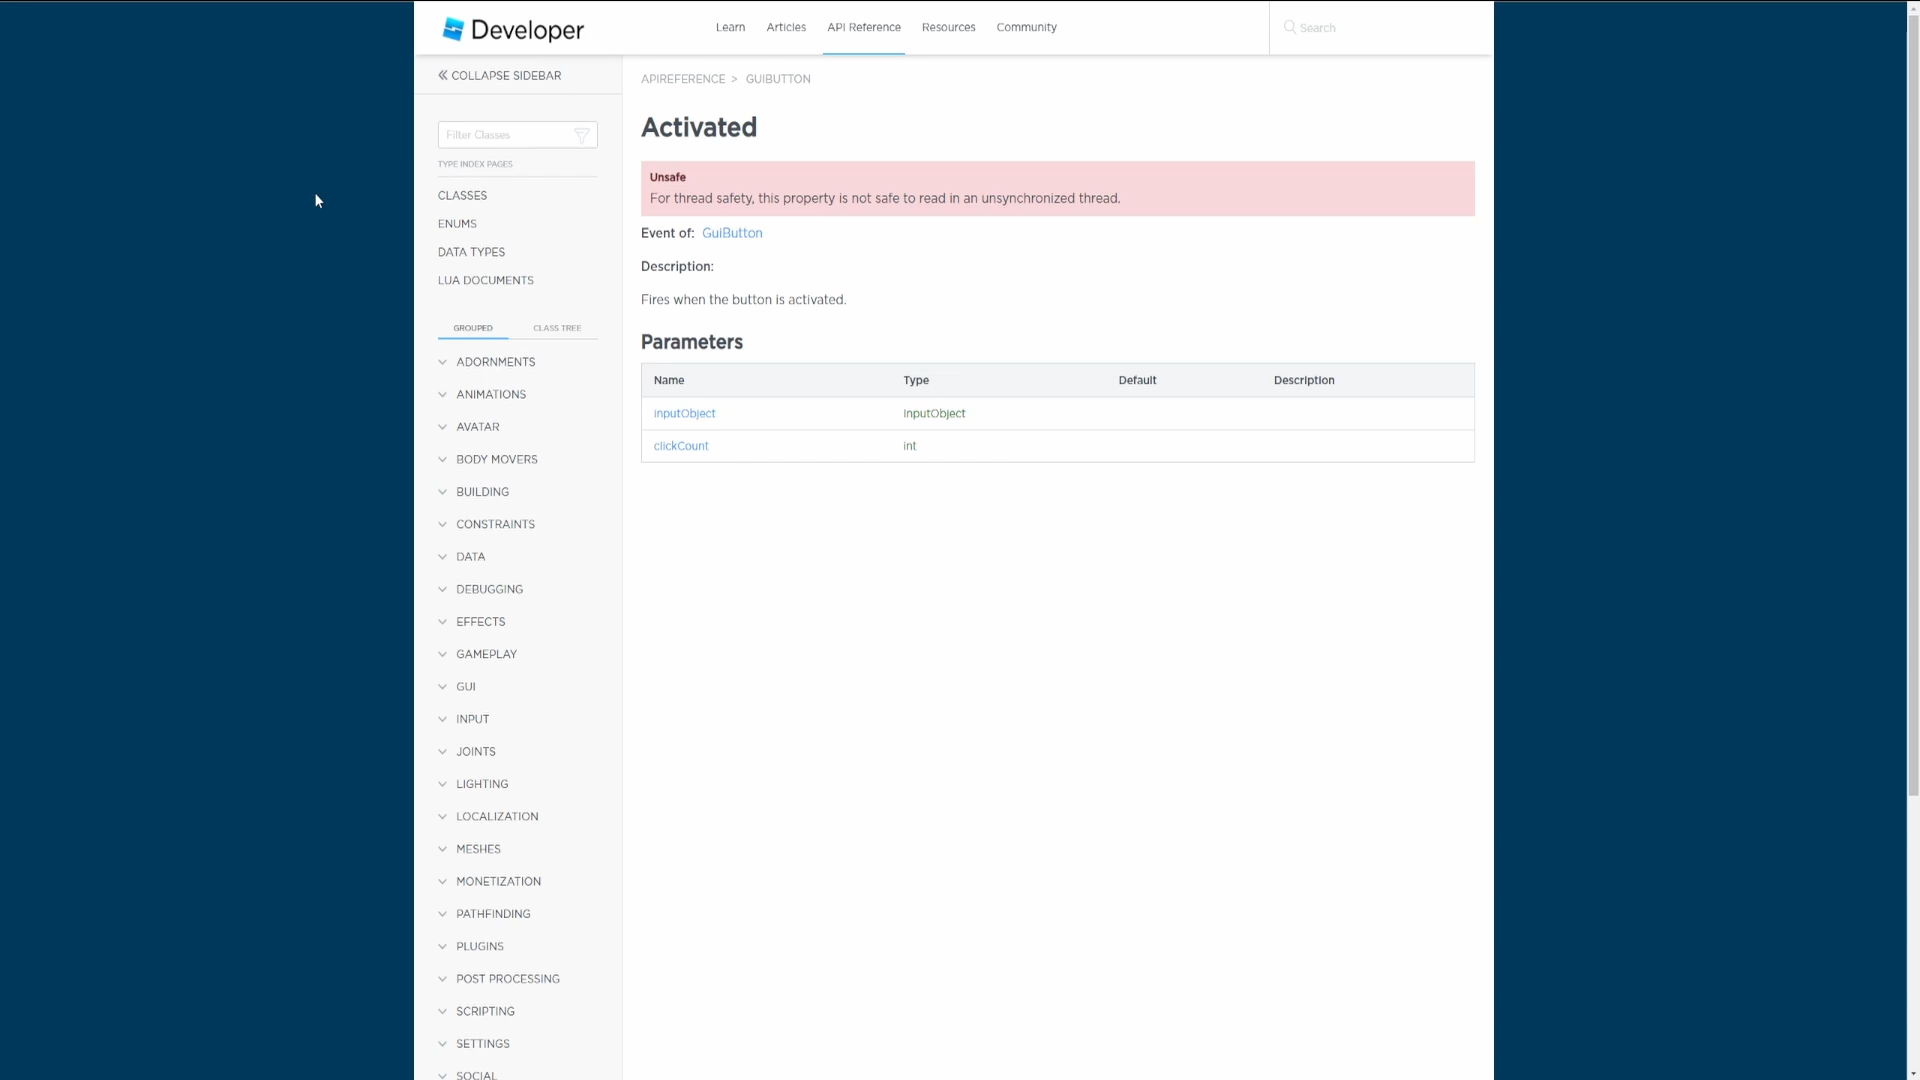 Developer
Learn Articles API Reference Resources Community
Search
COLLAPSE SIDEBAR
Filter Classes
TYPE INDEX PAGES
CLASSES
ENUMS
DATA TYPES
LUA DOCUMENTS
GROUPED CLASS TREE
ADORNMENTS
ANIMATIONS
AVATAR
BODY MOVERS
BUILDING
CONSTRAINTS
DATA
DEBUGGING
EFFECTS
GAMEPLAY
GUI
INPUT
JOINTS
LIGHTING
LOCALIZATION
MESHES
MONETIZATION
PATHFINDING
PLUGINS
POST PROCESSING
SCRIPTING
SETTINGS
SOCIAL
APIREFERENCE > GUIBUTTON
Activated
Unsafe
For thread safety, this property is not safe to read in an unsynchronized thread.
Event of: GuiButton
Description:
Fires when the button is activated.
Parameters
Name Type Default Description
inputObject InputObject
clickCount int